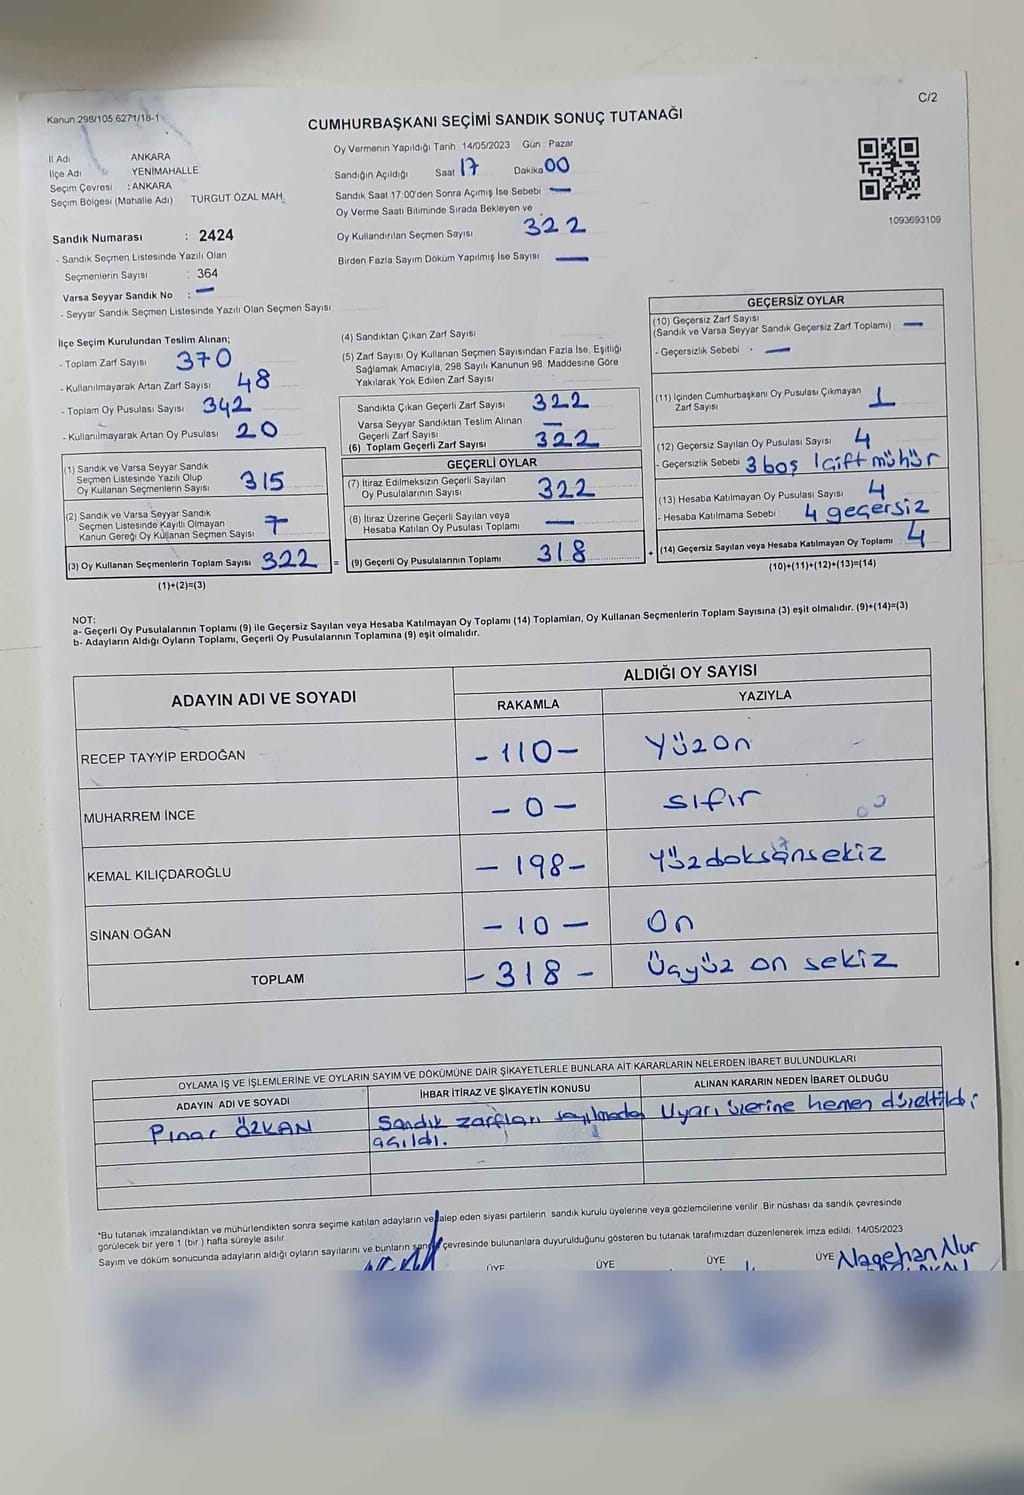 C/2
Kanun 298/105,6271/18-1
CUMHURBAŞKANI SEÇİMİ SANDIK SONUÇ TUTANAĞI
İl Adı ANKARA
İlçe Adı YENİMAHALLE
Seçim Çevresi : ANKARA
Seçim Bölgesi (Mahalle Adı) TURGUT ÖZAL MAH.
Sandık Numarası : 2424
- Sandık Seçmen Listesinde Yazılı Olan
Seçmenlerin Sayısı : 364
Varsa Seyyar Sandık No : —
- Seyyar Sandık Seçmen Listesinde Yazılı Olan Seçmen Sayısı
Oy Vermenin Yapıldığı Tarih 14/05/2023 Gün Pazar
Sandığın Açıldığı Saat 17 Dakika 00
Sandık Saat 17.00'den Sonra Açımış İse Sebebi —
Oy Verme Saati Bitiminde Sırada Bekleyen ve
Oy Kullandırılan Seçmen Sayısı 322
Birden Fazla Sayım Döküm Yapılmış İse Sayısı —
1093693109
İlçe Seçim Kurulundan Teslim Alınan;
- Toplam Zarf Sayısı 370
- Kullanılmayarak Artan Zarf Sayısı 48
- Toplam Oy Pusulası Sayısı 342
- Kullanılmayarak Artan Oy Pusulası 20
(1) Sandık ve Varsa Seyyar Sandık
Seçmen Listesinde Yazılı Olup
Oy Kullanan Seçmenlerin Sayısı 315
(2) Sandık ve Varsa Seyyar Sandık
Seçmen Listesinde Kayıtlı Olmayan
Kanun Gereği Oy Kullanan Seçmen Sayısı 7
(3) Oy Kullanan Seçmenlerin Toplam Sayısı 322 =
(1)+(2)=(3)
(4) Sandıktan Çıkan Zarf Sayısı
(5) Zarf Sayısı Oy Kullanan Seçmen Sayısından Fazla İse, Eşitliği
Sağlamak Amacıyla, 298 Sayılı Kanunun 98. Maddesine Göre
Yakılarak Yok Edilen Zarf Sayısı
Sandıkta Çıkan Geçerli Zarf Sayısı 322
Varsa Seyyar Sandıktan Teslim Alınan
Geçerli Zarf Sayısı —
(6) Toplam Geçerli Zarf Sayısı 322
GEÇERLİ OYLAR
(7) İtiraz Edilmeksizin Geçerli Sayılan
Oy Pusulalarının Sayısı 322
(8) İtiraz Üzerine Geçerli Sayılan veya
Hesaba Katılan Oy Pusulası Toplamı —
(9) Geçerli Oy Pusulalarının Toplamı 318 +
GEÇERSİZ OYLAR
(10) Geçersiz Zarf Sayısı
(Sandık ve Varsa Seyyar Sandık Geçersiz Zarf Toplamı) —
- Geçersizlik Sebebi : —
(11) İçinden Cumhurbaşkanı Oy Pusulası Çıkmayan
Zarf Sayısı 1
(12) Geçersiz Sayılan Oy Pusulası Sayısı 4
- Geçersizlik Sebebi 3 boş 1 çift mühür
(13) Hesaba Katılmayan Oy Pusulası Sayısı 4
- Hesaba Katılmama Sebebi : 4 geçersiz
(14) Geçersiz Sayılan veya Hesaba Katılmayan Oy Toplamı : 4
(10)+(11)+(12)+(13)=(14)
NOT:
a- Geçerli Oy Pusulalarının Toplamı (9) ile Geçersiz Sayılan veya Hesaba Katılmayan Oy Toplamı (14) Toplamları, Oy Kullanan Seçmenlerin Toplam Sayısına (3) eşit olmalıdır. (9)+(14)=(3)
b- Adayların Aldığı Oyların Toplamı, Geçerli Oy Pusulalarının Toplamına (9) eşit olmalıdır.
ADAYIN ADI VE SOYADI ALDIĞI OY SAYISI
RAKAMLA YAZIYLA
RECEP TAYYİP ERDOĞAN - 110 - Yüzon
MUHARREM İNCE - 0 - sıfır
KEMAL KILIÇDAROĞLU - 198 - Yüzdoksansekiz
SİNAN OĞAN - 10 - On
TOPLAM - 318 - Üçyüz on sekiz
OYLAMA İŞ VE İŞLEMLERİNE VE OYLARIN SAYIM VE DÖKÜMÜNE DAİR ŞİKAYETLERLE BUNLARA AİT KARARLARIN NELERDEN İBARET BULUNDUKLARI
ADAYIN ADI VE SOYADI İHBAR İTİRAZ VE ŞİKAYETİN KONUSU ALINAN KARARIN NEDEN İBARET OLDUĞU
Pınar ÖZKAN Sandık zarfları sayılmadan Uyarı üzerine hemen düzeltildi
açıldı.
*Bu tutanak imzalandıktan ve mühürlendikten sonra seçime katılan adayların ve talep eden siyasi partilerin sandık kurulu üyelerine veya gözlemcilerine verilir. Bir nüshası da sandık çevresinde
görülecek bir yere 1 (bir) hafta süreyle asılır.
Sayım ve döküm sonucunda adayların aldığı oyların sayılarını ve bunların sandık çevresinde bulunanlara duyurulduğunu gösteren bu tutanak tarafımızdan düzenlenerek imza edildi. 14/05/2023
ÜYE ÜYE ÜYE ÜYE Nagehan Nur